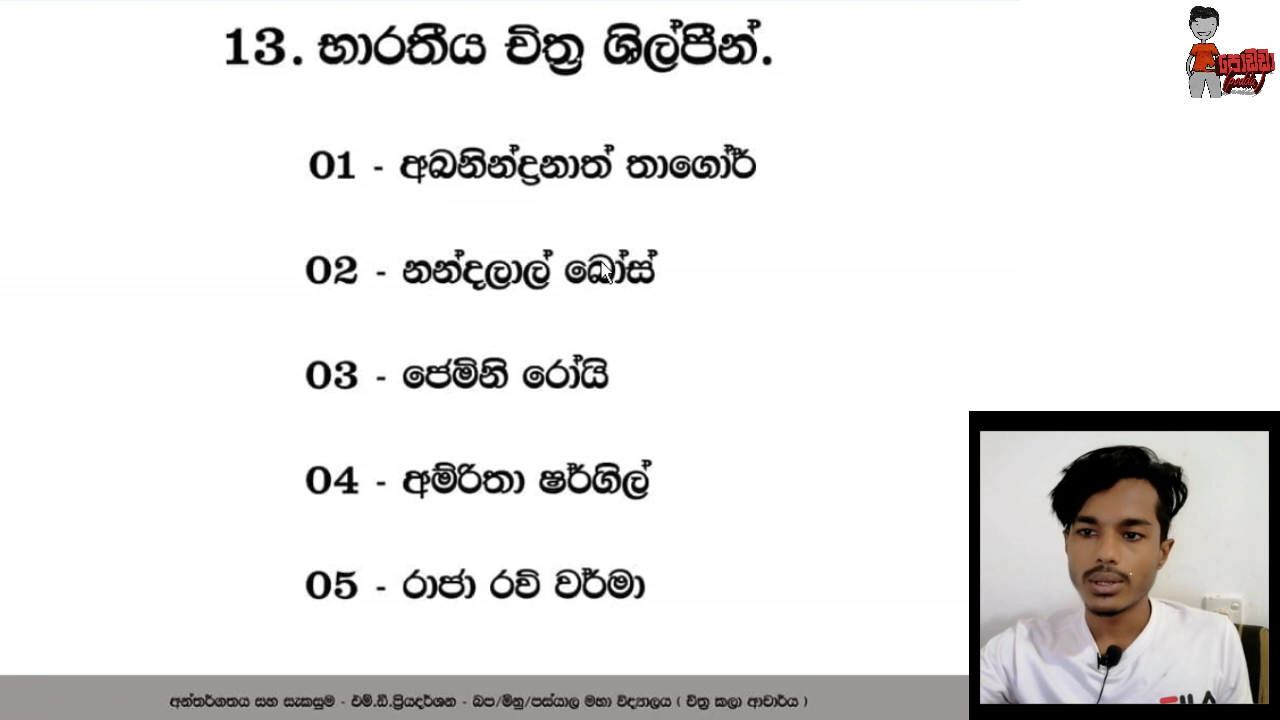 13. භාරතීය චිත්‍ර ශිල්පීන්.
පොඩ්ඩා
01 - අබනින්ද්‍රනාත් තාගෝර්
02 - නන්දලාල් බෝස්
03 - ජෙමිනි රෝයි
04 - අම්රිතා ෂර්ගිල්
05 - රාජා රවි වර්මා
FILA
අන්තර්ගතය සහ සැකසුම - එම්.ඩී.ප්‍රියදර්ශන - බප/මිනු/පස්යාල මහා විද්‍යාලය ( චිත්‍ර කලා ආචාර්ය )